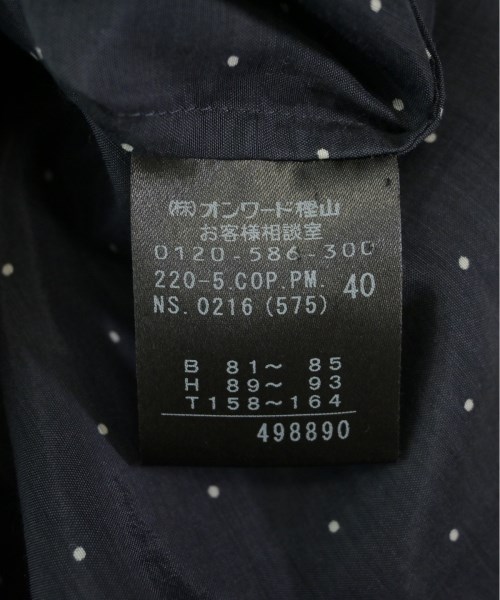 (株)オンワード樫山
お客様相談室
0120-586-300
220-5.COP.PM. 40
NS.0216(575)
B 81～ 85
H 89～ 93
T158～164
498890